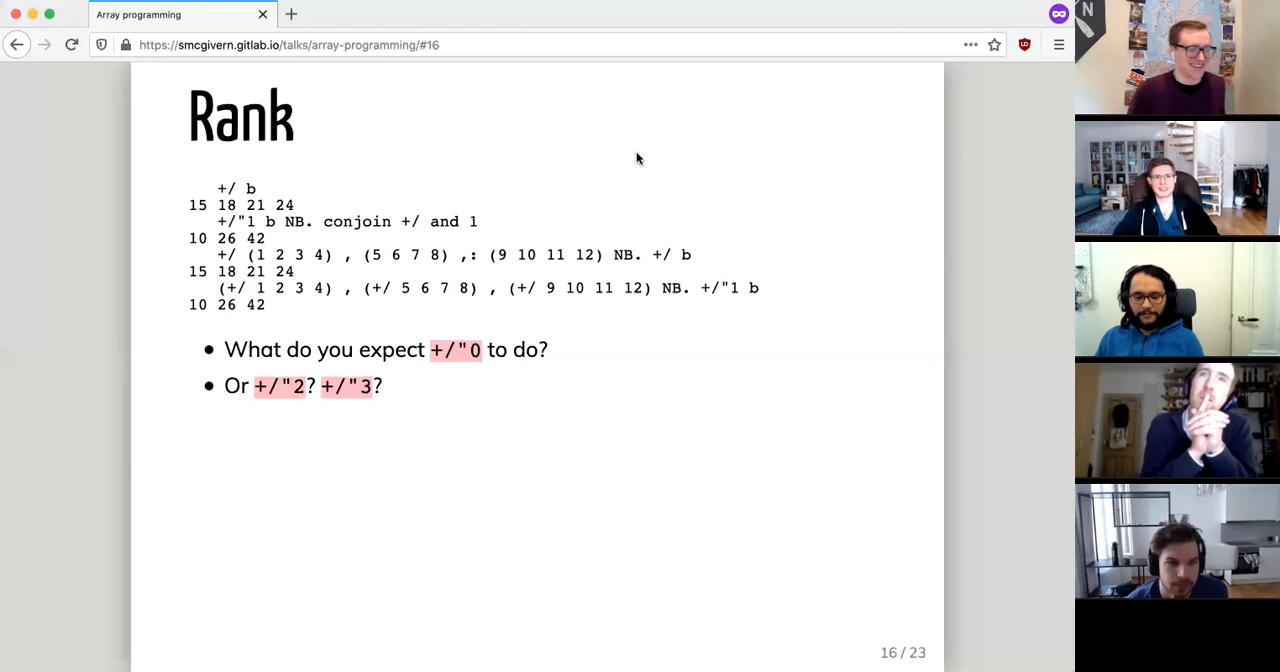 Array programming
https://smcgivern.gitlab.io/talks/array-programming/#16
N
Rank
+/ b
15 18 21 24
+/"1 b NB. conjoin +/ and 1
10 26 42
+/ (1 2 3 4) , (5 6 7 8) ,: (9 10 11 12) NB. +/ b
15 18 21 24
(+/ 1 2 3 4) , (+/ 5 6 7 8) , (+/ 9 10 11 12) NB. +/"1 b
10 26 42
• What do you expect +/"0 to do?
• Or +/"2? +/"3?
16 / 23